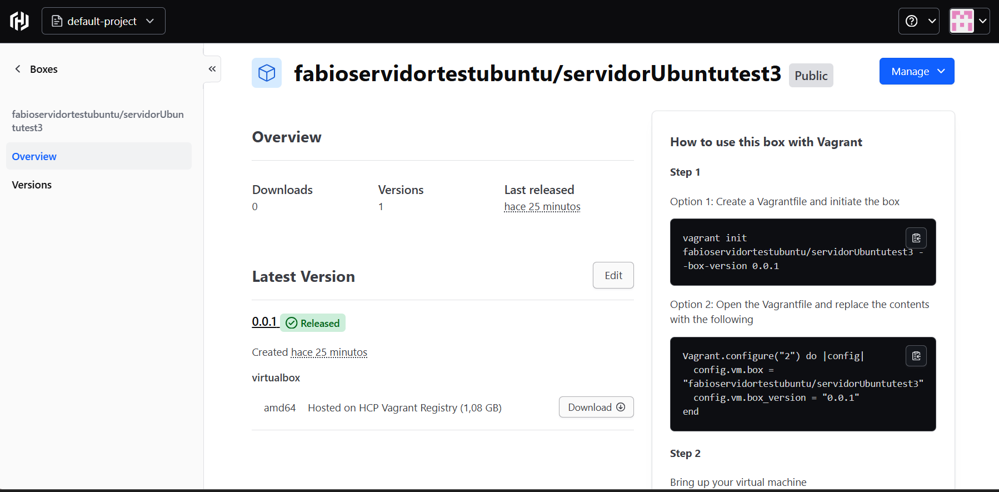 default-project
Boxes
fabioservidortestubuntu/servidorUbun
tutest3
Overview
Versions
fabioservidortestubuntu/servidorUbuntutest3 Public
Manage
Overview
Downloads
0
Versions
1
Last released
hace 25 minutos
Latest Version
Edit
0.0.1 Released
Created hace 25 minutos
virtualbox
amd64 Hosted on HCP Vagrant Registry (1,08 GB)
Download
How to use this box with Vagrant
Step 1
Option 1: Create a Vagrantfile and initiate the box
vagrant init
fabioservidortestubuntu/servidorUbuntutest3 -
-box-version 0.0.1
Option 2: Open the Vagrantfile and replace the contents
with the following
Vagrant.configure("2") do |config|
config.vm.box =
"fabioservidortestubuntu/servidorUbuntutest3"
config.vm.box_version = "0.0.1"
end
Step 2
Bring up your virtual machine